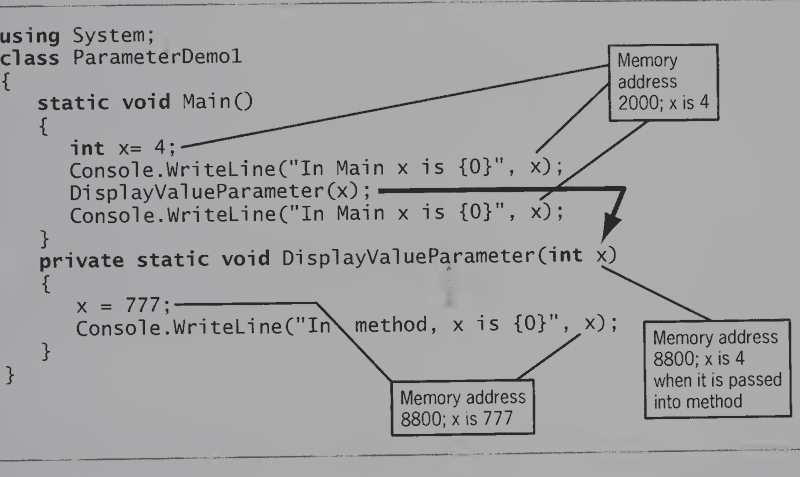 using System;
class ParameterDemo1
{
static void Main()
{
int x= 4;
Console.WriteLine("In Main x is {0}", x);
DisplayValueParameter(x);
Console.WriteLine("In Main x is {0}", x);
}
private static void DisplayValueParameter(int x)
{
x = 777;
Console.WriteLine("In method, x is {0}", x);
}
}
Memory
address
2000; x is 4
Memory address
8800; x is 4
when it is passed
into method
Memory address
8800; x is 777